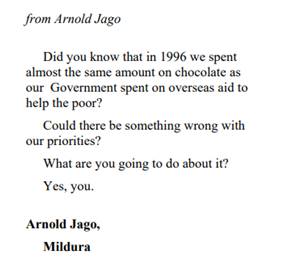 from Arnold Jago
Did you know that in 1996 we spent
almost the same amount on chocolate as
our Government spent on overseas aid to
help the poor?
Could there be something wrong with
our priorities?
What are you going to do about it?
Yes, you.
Arnold Jago,
Mildura